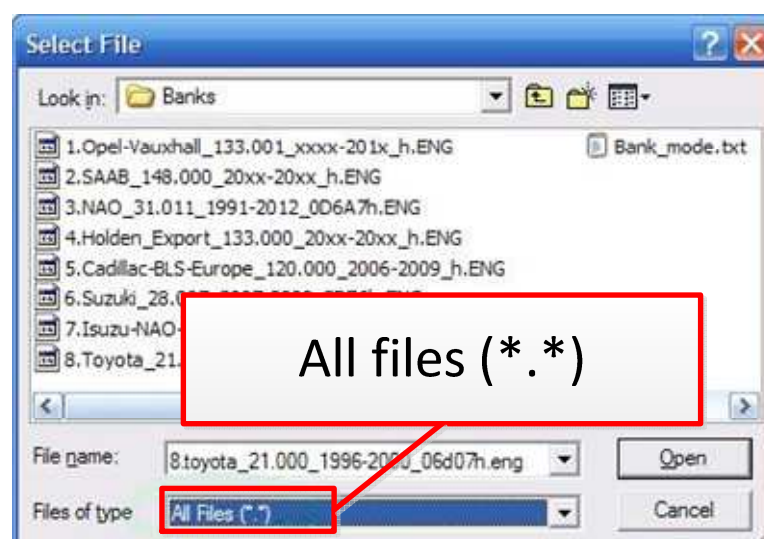 Select File
Look in: Banks
1.Opel-Vauxhall_133.001_xxxx-201x_h.ENG
2.SAAB_148.000_20xx-20xx_h.ENG
3.NAO_31.011_1991-2012_0D6A7h.ENG
4.Holden_Export_133.000_20xx-20xx_h.ENG
5.Cadillac-BLS-Europe_120.000_2006-2009_h.ENG
6.Suzuki_28.
7.Isuzu-NAO-
8.Toyota_21.
Bank_mode.txt
All files (*.*)
File name: 8.toyota_21.000_1996-2000_06d07h.eng Open
Files of type All Files (*.*) Cancel